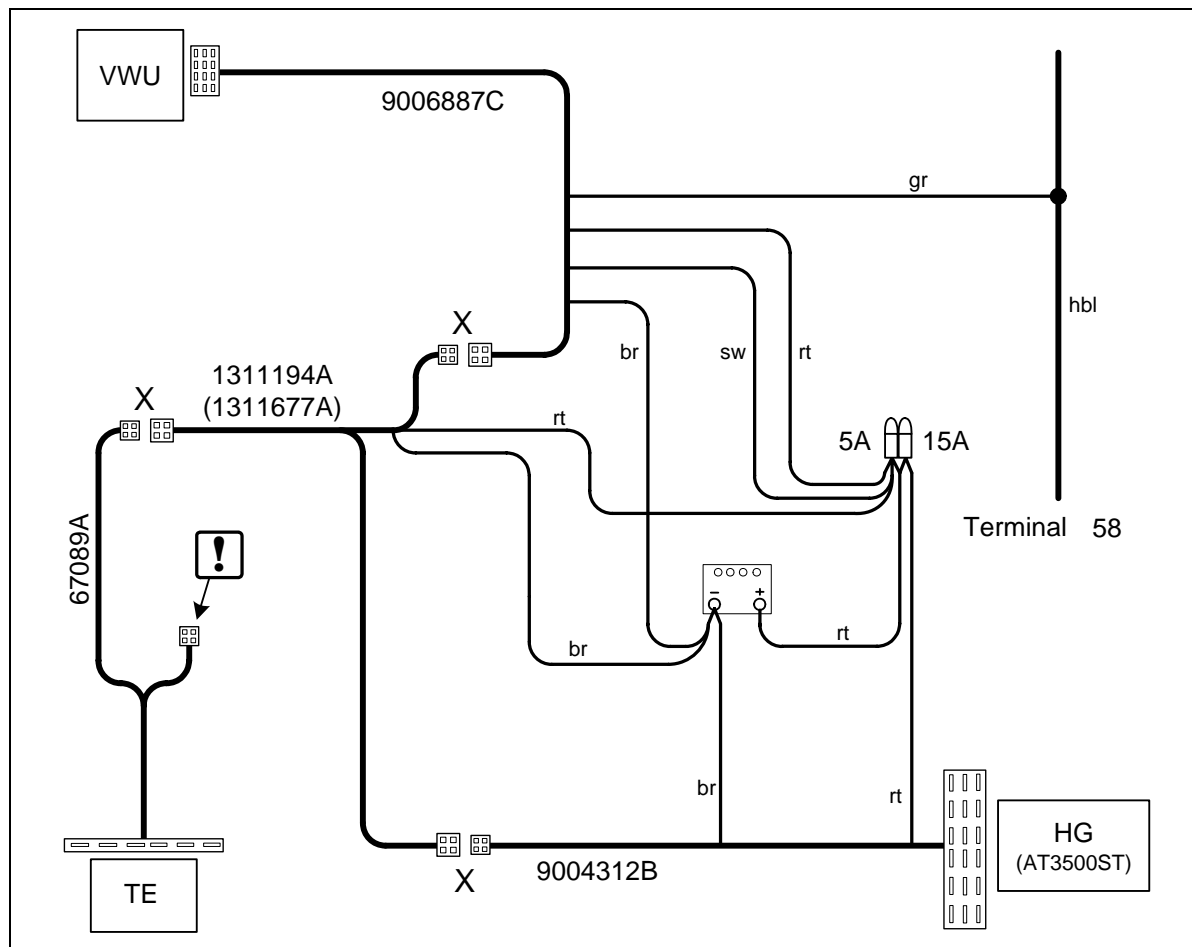 VWU
9006887C
gr
hbl
br
sw
rt
X
1311194A
(1311677A)
X
rt
5A
15A
Terminal 58
67089A
!
–
+
br
rt
br
rt
TE
X
9004312B
HG
(AT3500ST)